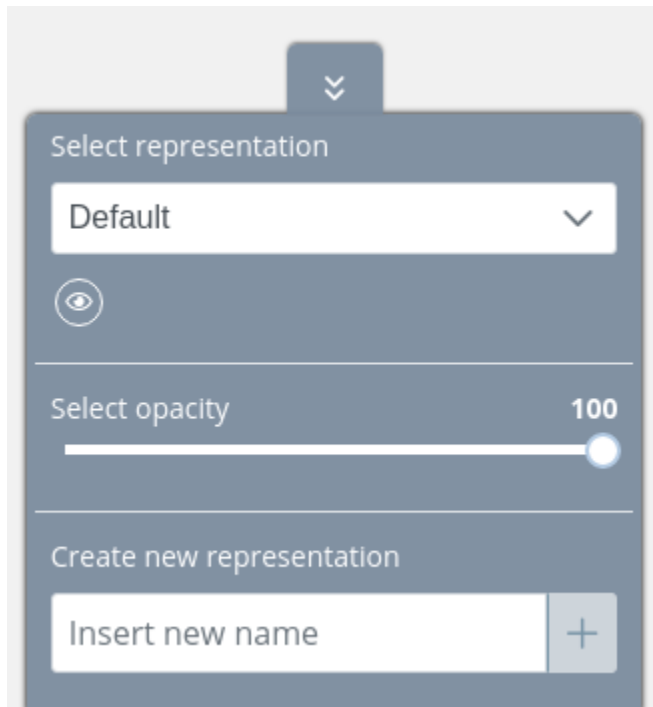 Select representation
Default
Select opacity 100
Create new representation
Insert new name